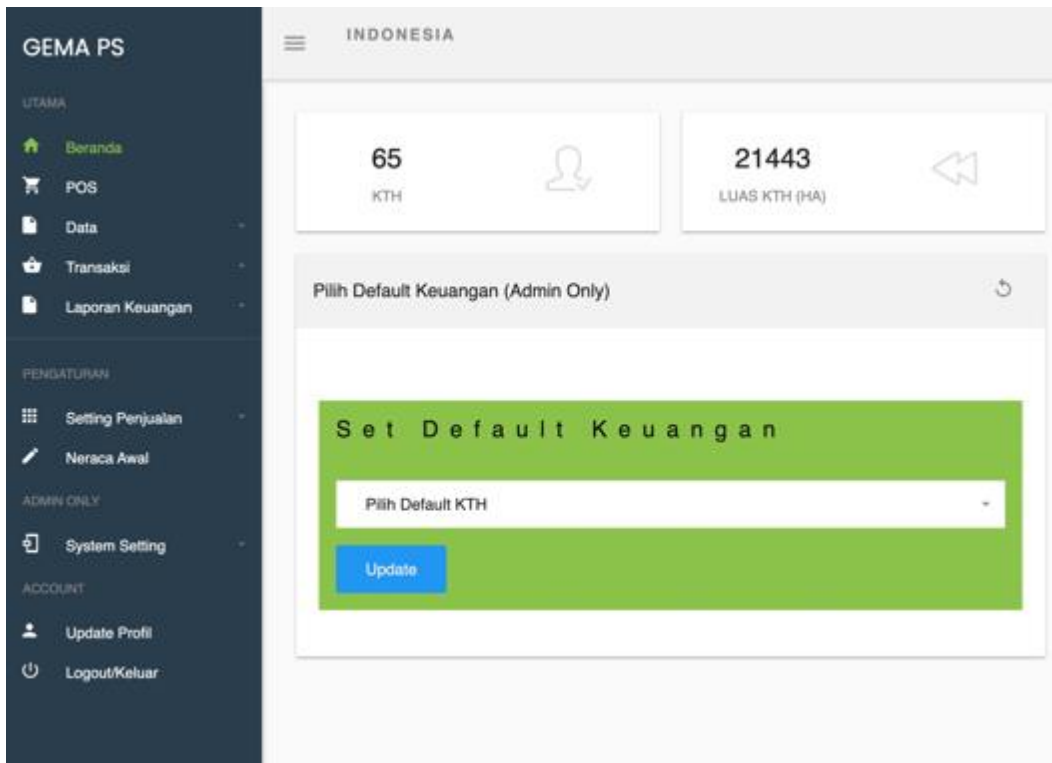 GEMA PS
UTAMA
Beranda
POS
Data
Transaksi
Laporan Keuangan
PENGATURAN
Setting Penjualan
Neraca Awal
ADMIN ONLY
System Setting
ACCOUNT
Update Profil
Logout/Keluar
INDONESIA
65
KTH
21443
LUAS KTH (HA)
Pilih Default Keuangan (Admin Only)
Set Default Keuangan
Pilih Default KTH
Update